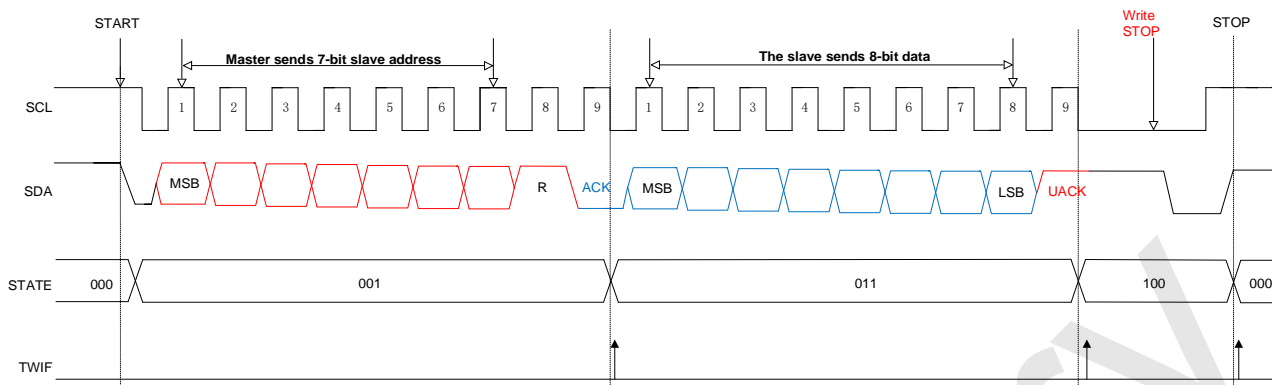 START
Write
STOP
STOP
Master sends 7-bit slave address
The slave sends 8-bit data
SCL
1 2 3 4 5 6 7 8 9 1 2 3 4 5 6 7 8 9
SDA
MSB R ACK MSB LSB UACK
STATE
000 001 011 100 000
TWIF